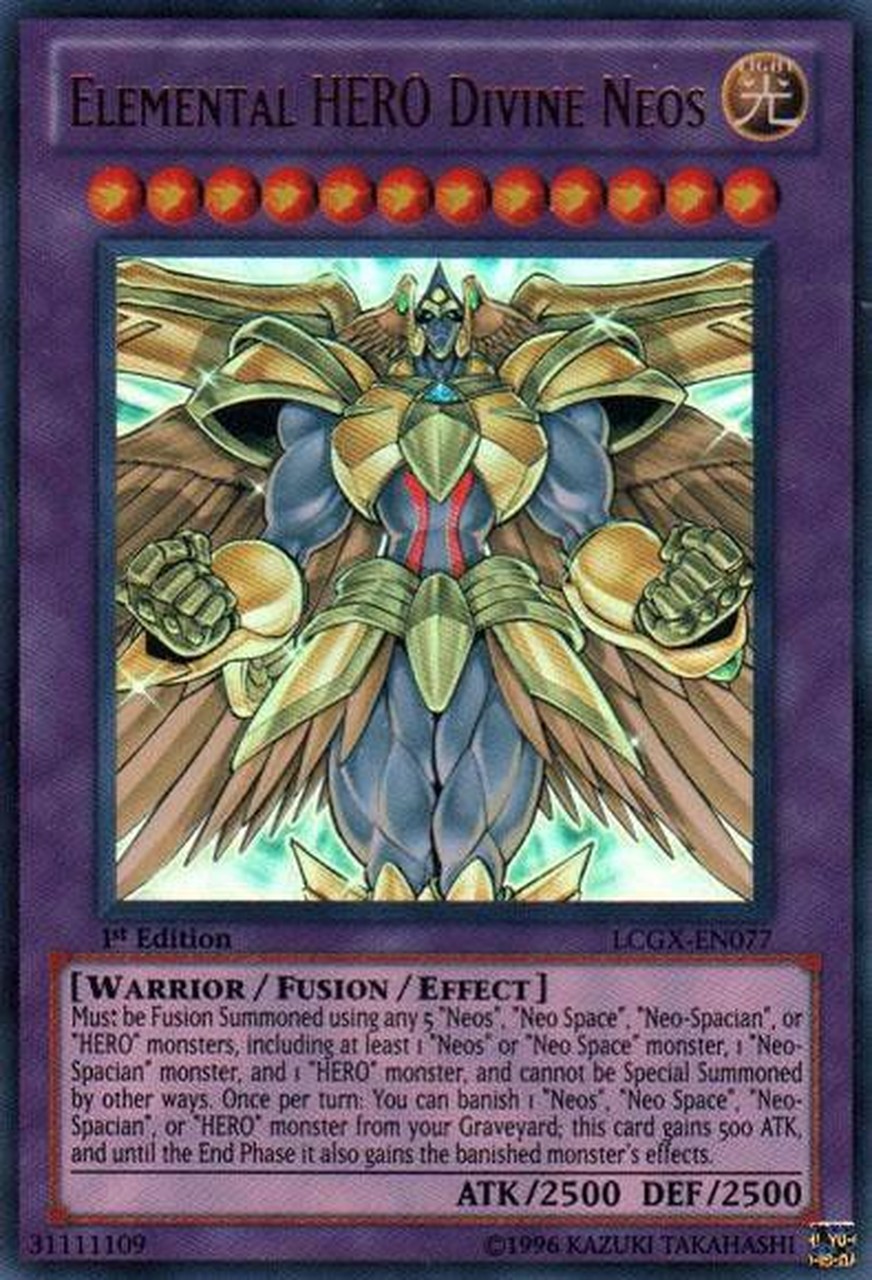 ELEMENTAL HERO DIVINE NEOS
LIGHT
光
1st Edition
LCGX-EN077
[WARRIOR / FUSION / EFFECT]
Must be Fusion Summoned using any 5 "Neos", "Neo Space", "Neo-Spacian", or
"HERO" monsters, including at least 1 "Neos" or "Neo Space" monster, 1 "Neo-
Spacian" monster, and 1 "HERO" monster, and cannot be Special Summoned
by other ways. Once per turn: You can banish 1 "Neos", "Neo Space", "Neo-
Spacian", or "HERO" monster from your Graveyard; this card gains 500 ATK,
and until the End Phase it also gains the banished monster's effects.
ATK/2500 DEF/2500
31111109
©1996 KAZUKI TAKAHASHI